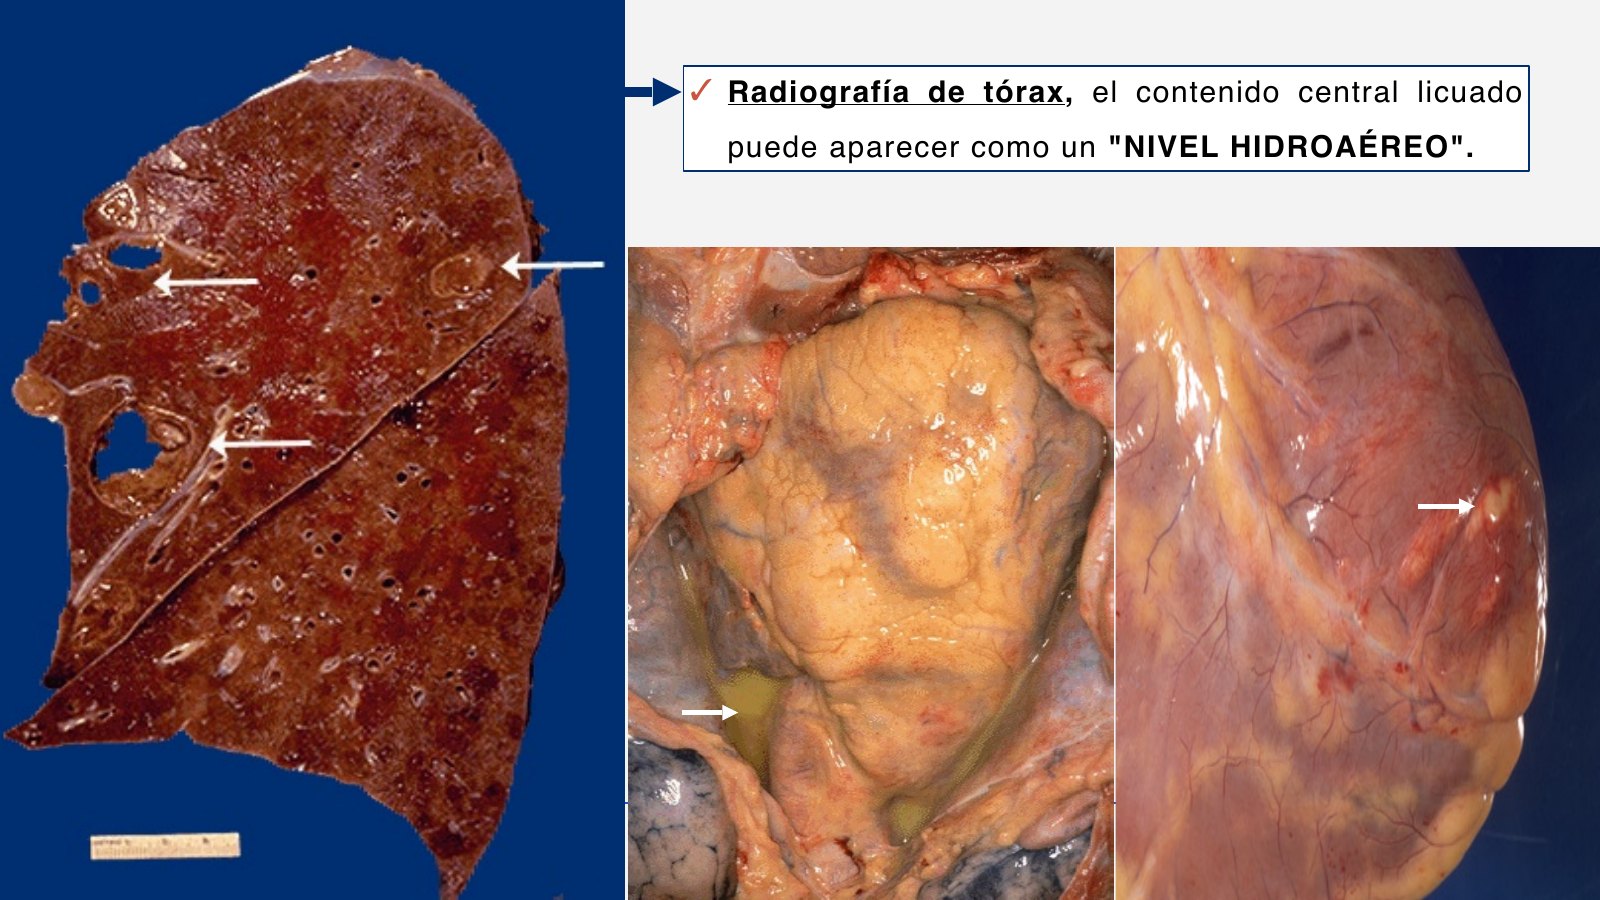 ✓ Radiografía de tórax, el contenido central licuado
puede aparecer como un "NIVEL HIDROAÉREO".